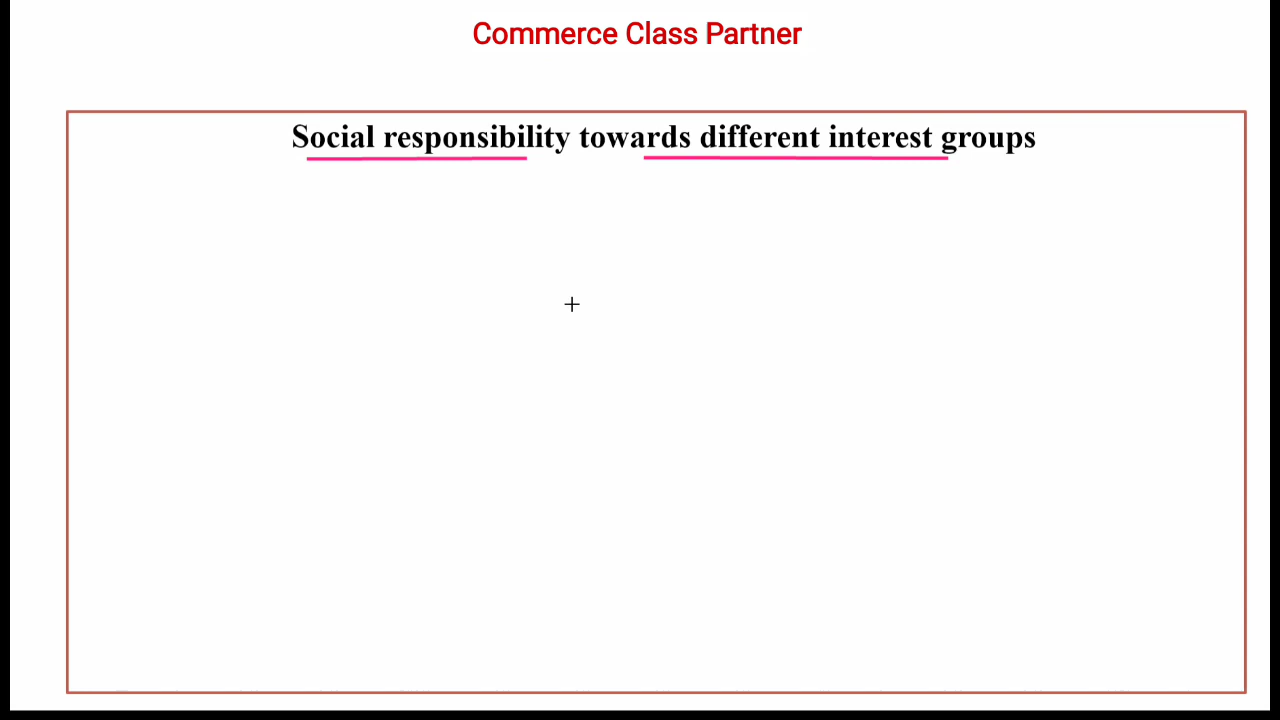 Commerce Class Partner
Social responsibility towards different interest groups